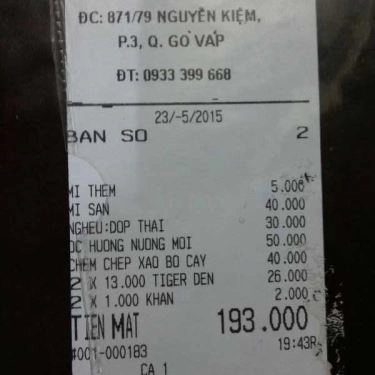 ĐC: 871/79 NGUYỄN KIỆM,
P.3, Q. GÒ VẤP
ĐT: 0933 399 668
23/-5/2015
BAN SO 2
MI THEM 5.000
MI SAN 40.000
NGHEU:DOP THAI 30.000
OC HUONG NUONG MOI 50.000
CHEM CHEP XAO BO CAY 40.000
2 X 13.000 TIGER DEN 26.000
2 X 1.000 KHAN 2.000
TIEN MAT 193.000
#001-000183 19:43R
CA 1